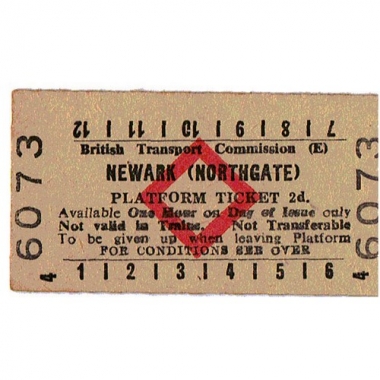 12 | 11 | 10 | 9 | 8 | 7
British Transport Commission (E)
NEWARK (NORTHGATE)
PLATFORM TICKET 2d.
Available One Hour on Day of Issue only
Not valid in Trains. Not Transferable
To be given up when leaving Platform
FOR CONDITIONS SEE OVER
1 | 2 | 3 | 4 | 5 | 6
6073
4
6073
4